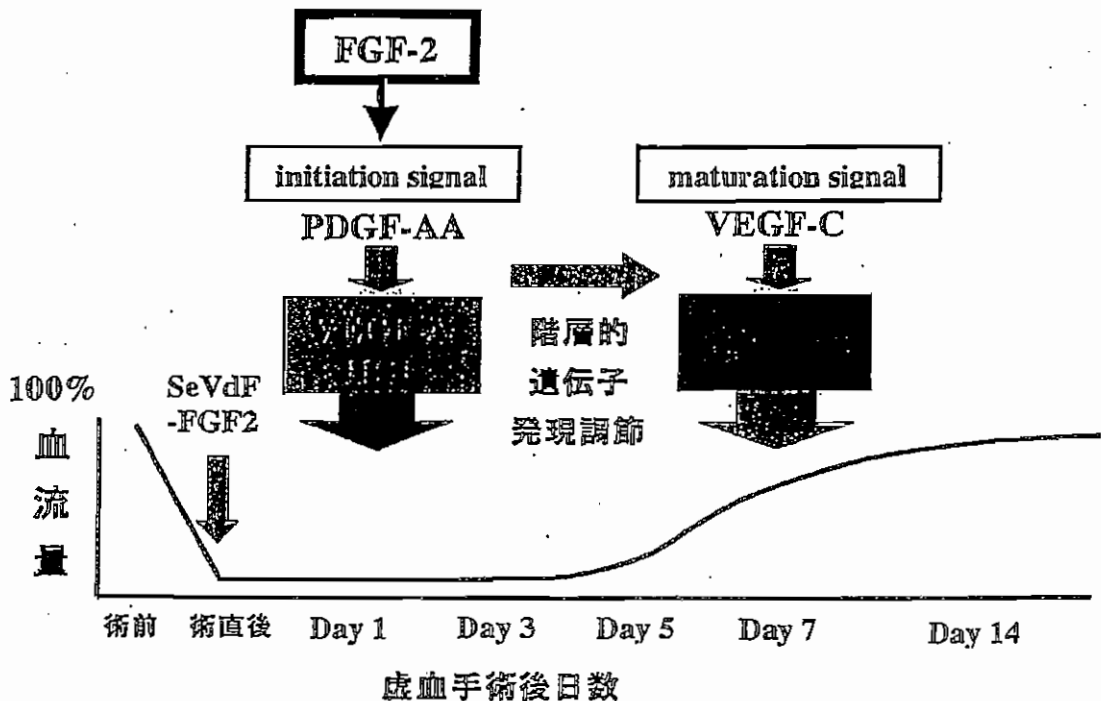 FGF-2
initiation signal
PDGF-AA
maturation signal
VEGF-C
階層的
遺伝子
発現調節
SeVdF
-FGF2
100%
血
流
量
術前 術直後 Day 1 Day 3 Day 5 Day 7 Day 14
虚血手術後日数